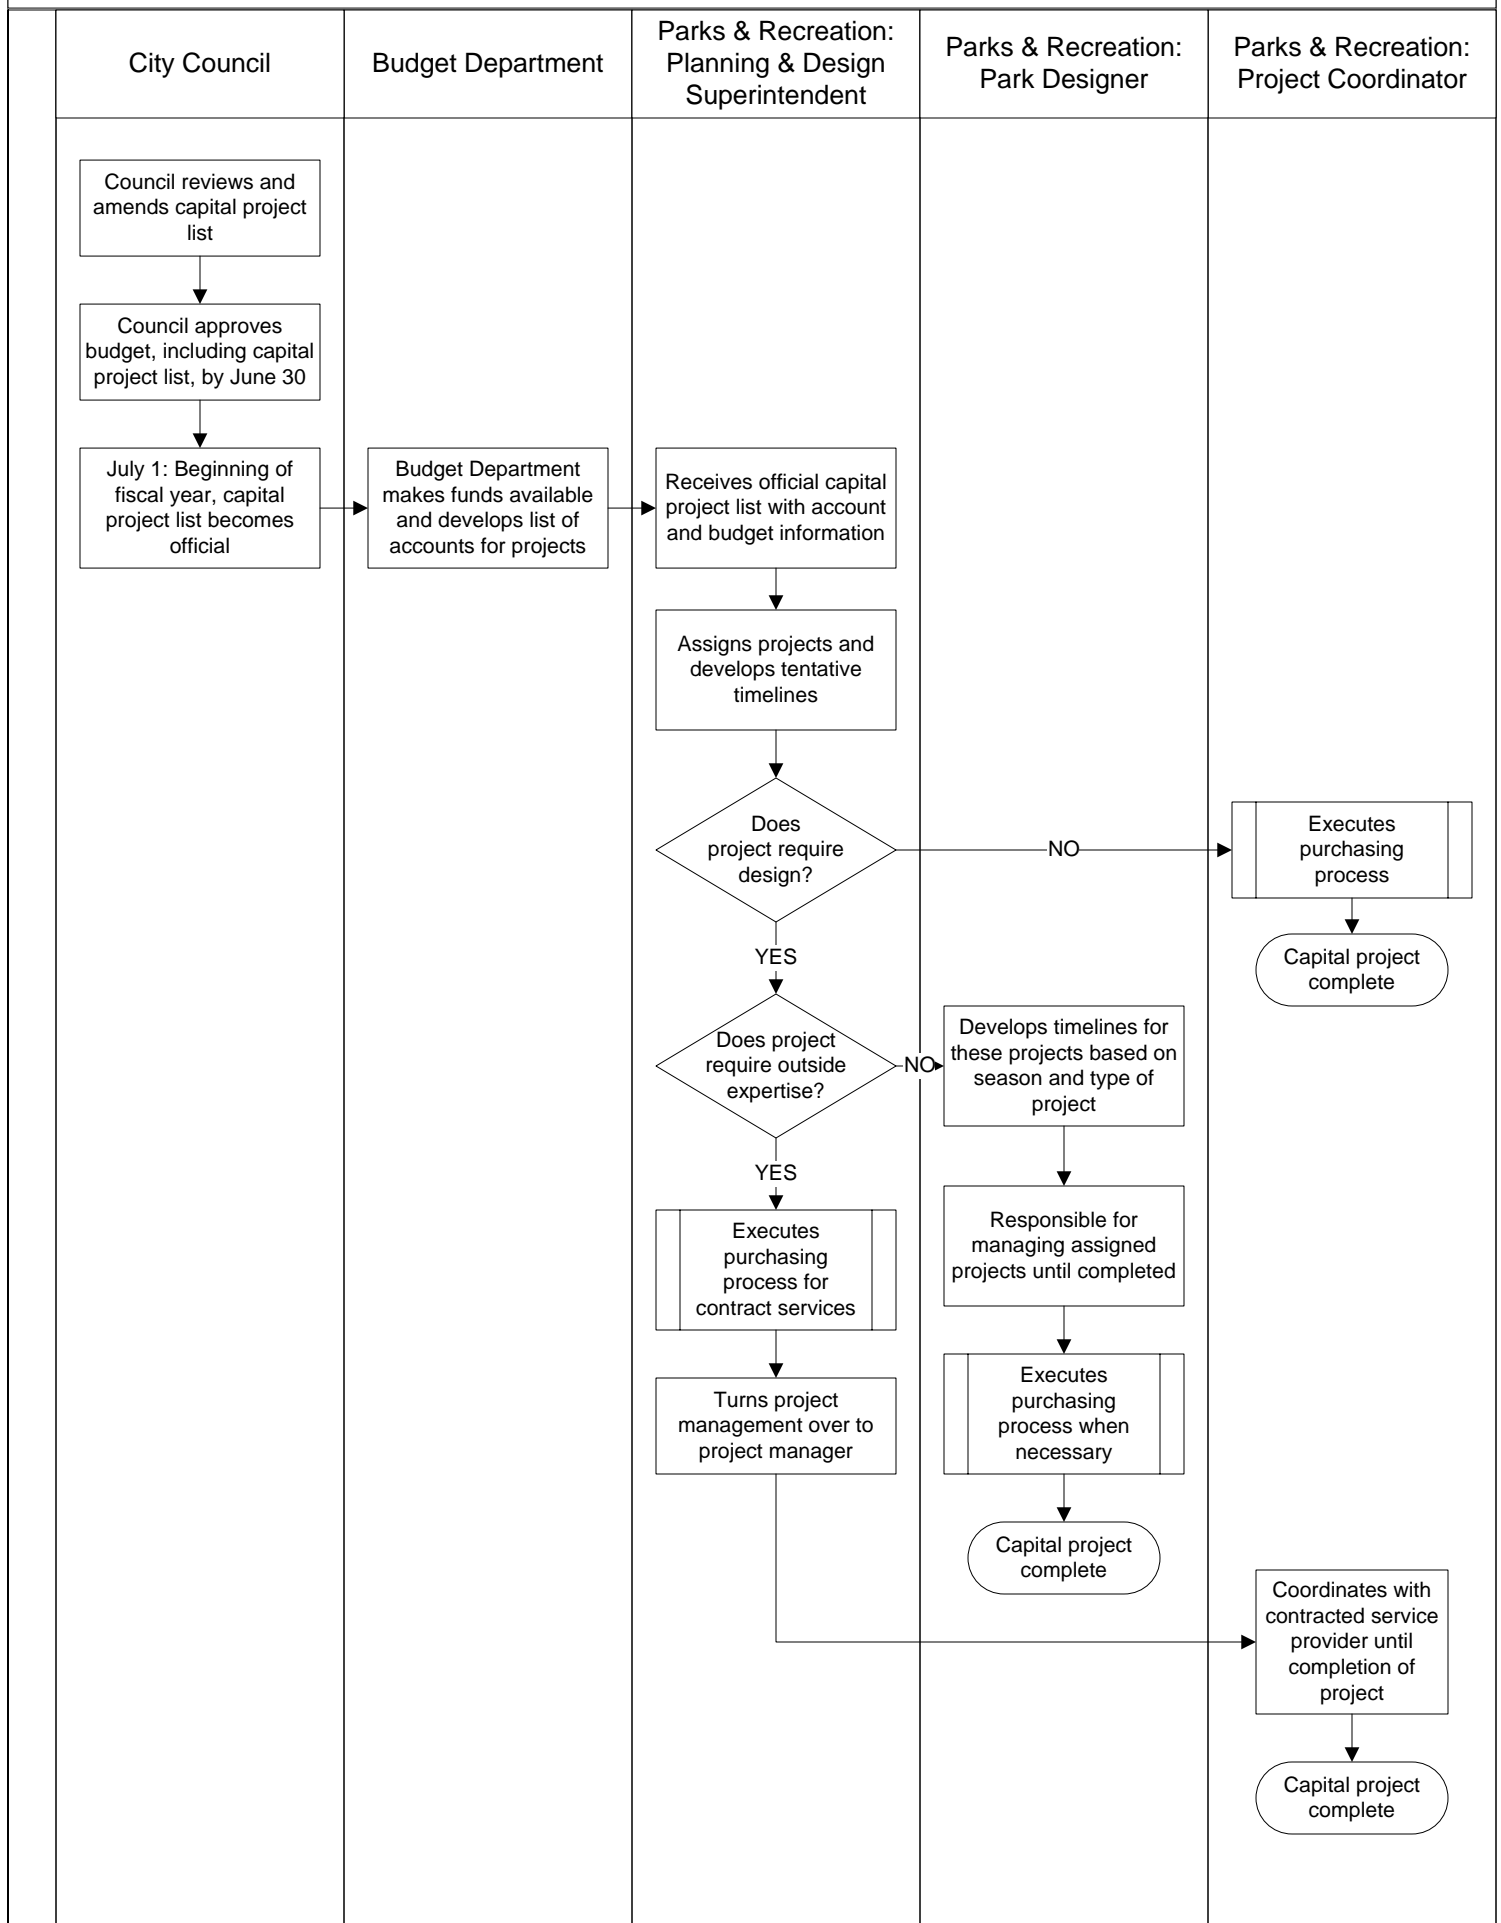 City Council
Budget Department
Parks & Recreation:
Planning & Design
Superintendent
Parks & Recreation:
Park Designer
Parks & Recreation:
Project Coordinator
Council reviews and
amends capital project
list
Council approves
budget, including capital
project list, by June 30
July 1: Beginning of
fiscal year, capital
project list becomes
official
Budget Department
makes funds available
and develops list of
accounts for projects
Receives official capital
project list with account
and budget information
Assigns projects and
develops tentative
timelines
Does
project require
design?
NO
Executes
purchasing
process
Capital project
complete
YES
Does project
require outside
expertise?
NO
Develops timelines for
these projects based on
season and type of
project
YES
Executes
purchasing
process for
contract services
Responsible for
managing assigned
projects until completed
Turns project
management over to
project manager
Executes
purchasing
process when
necessary
Capital project
complete
Coordinates with
contracted service
provider until
completion of
project
Capital project
complete